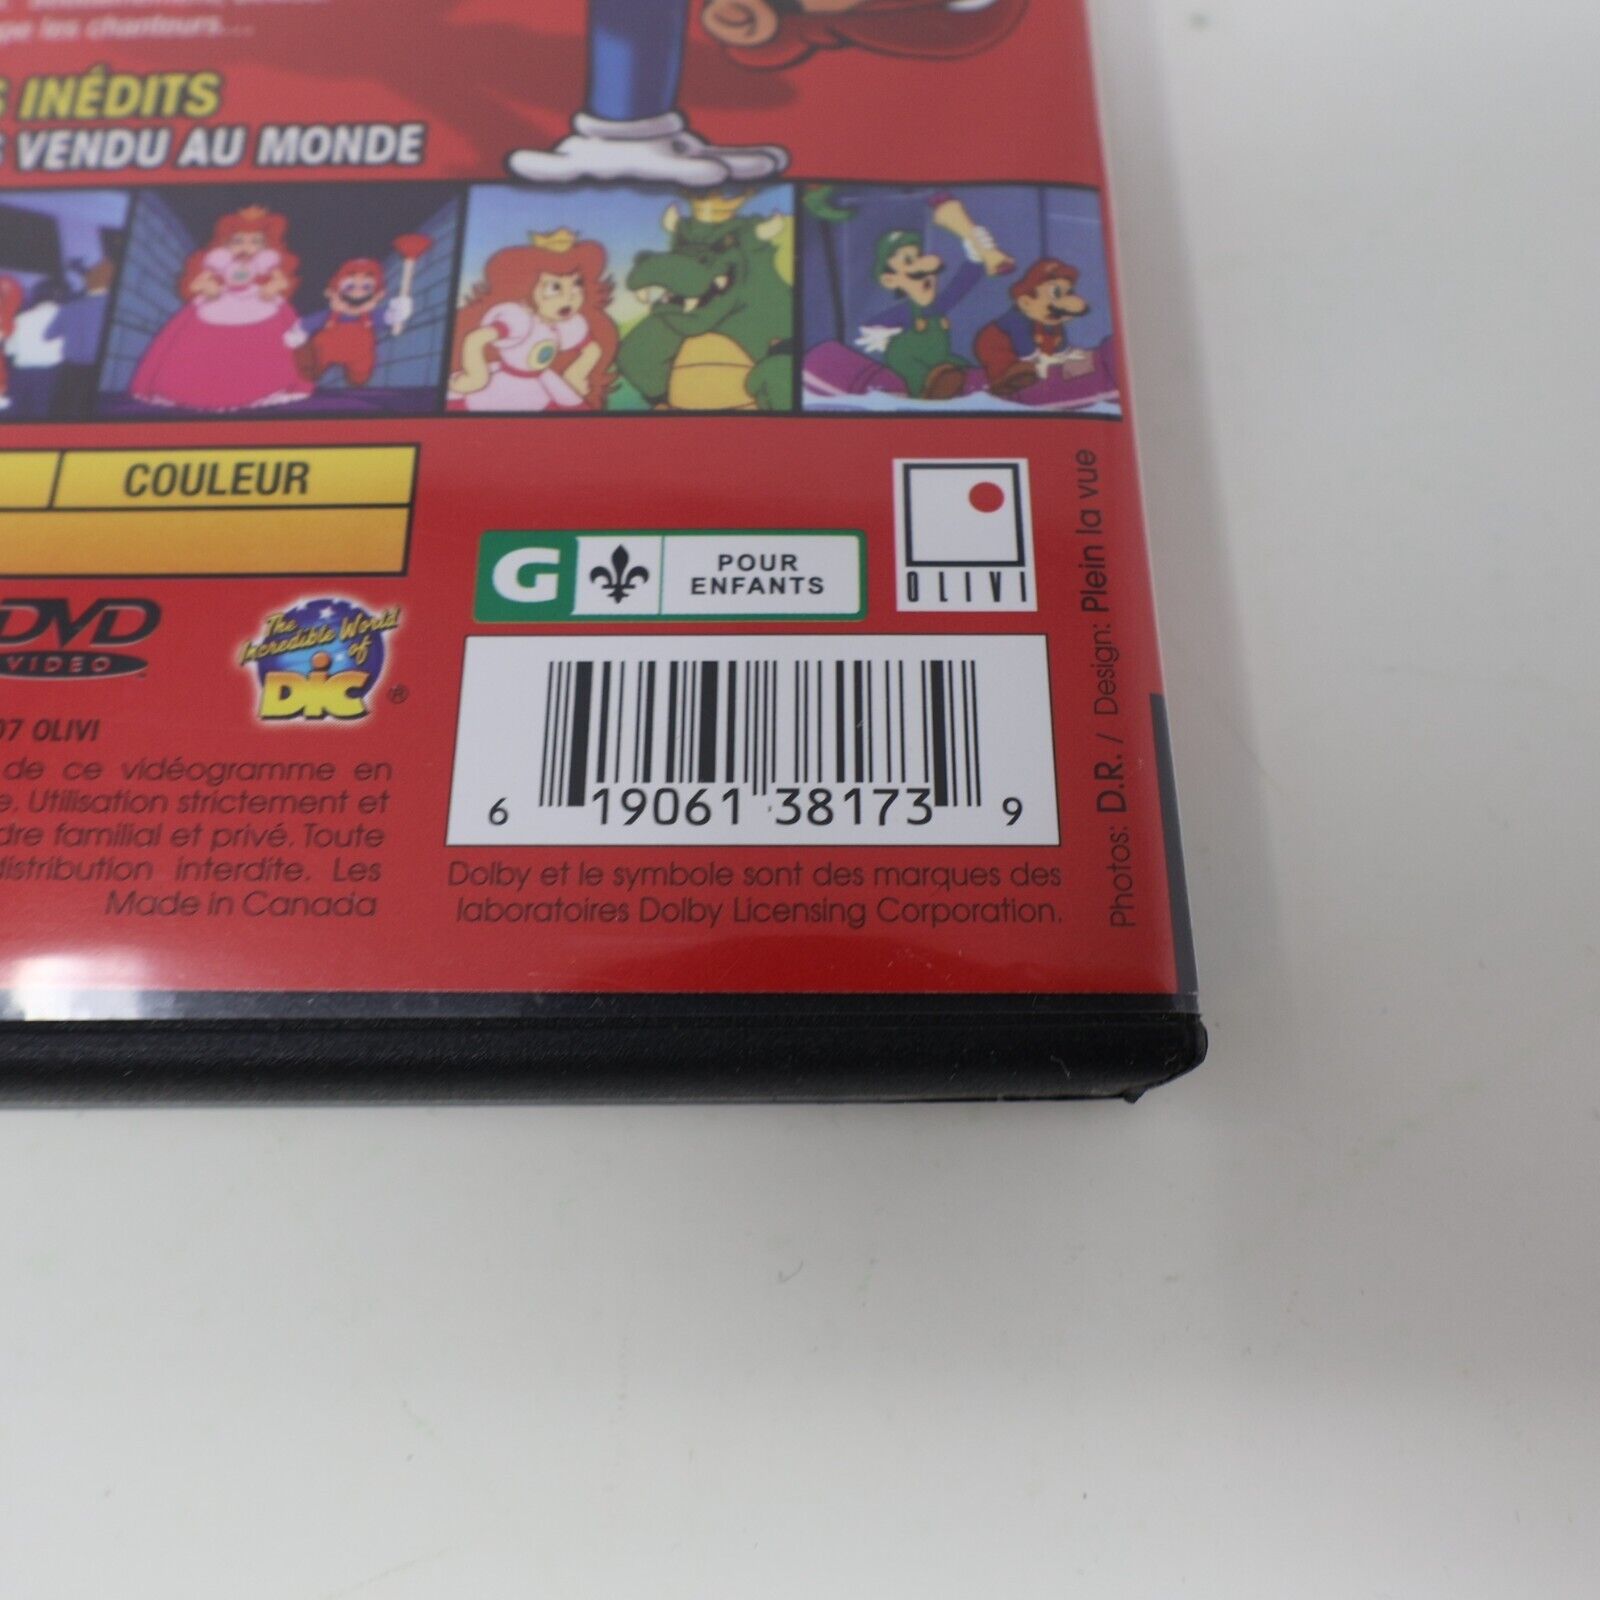 les chanteurs...
INÉDITS
VENDU AU MONDE
COULEUR
G
POUR
ENFANTS
OLIVI
DVD
VIDEO
The
Incredible World
of
DiC
®
07 OLIVI
de ce vidéogramme en
Utilisation strictement et
familial et privé. Toute
distribution interdite. Les
Made in Canada
6 19061 38173 9
Dolby et le symbole sont des marques des
laboratoires Dolby Licensing Corporation.
Photos: D.R. / Design: Plein la vue